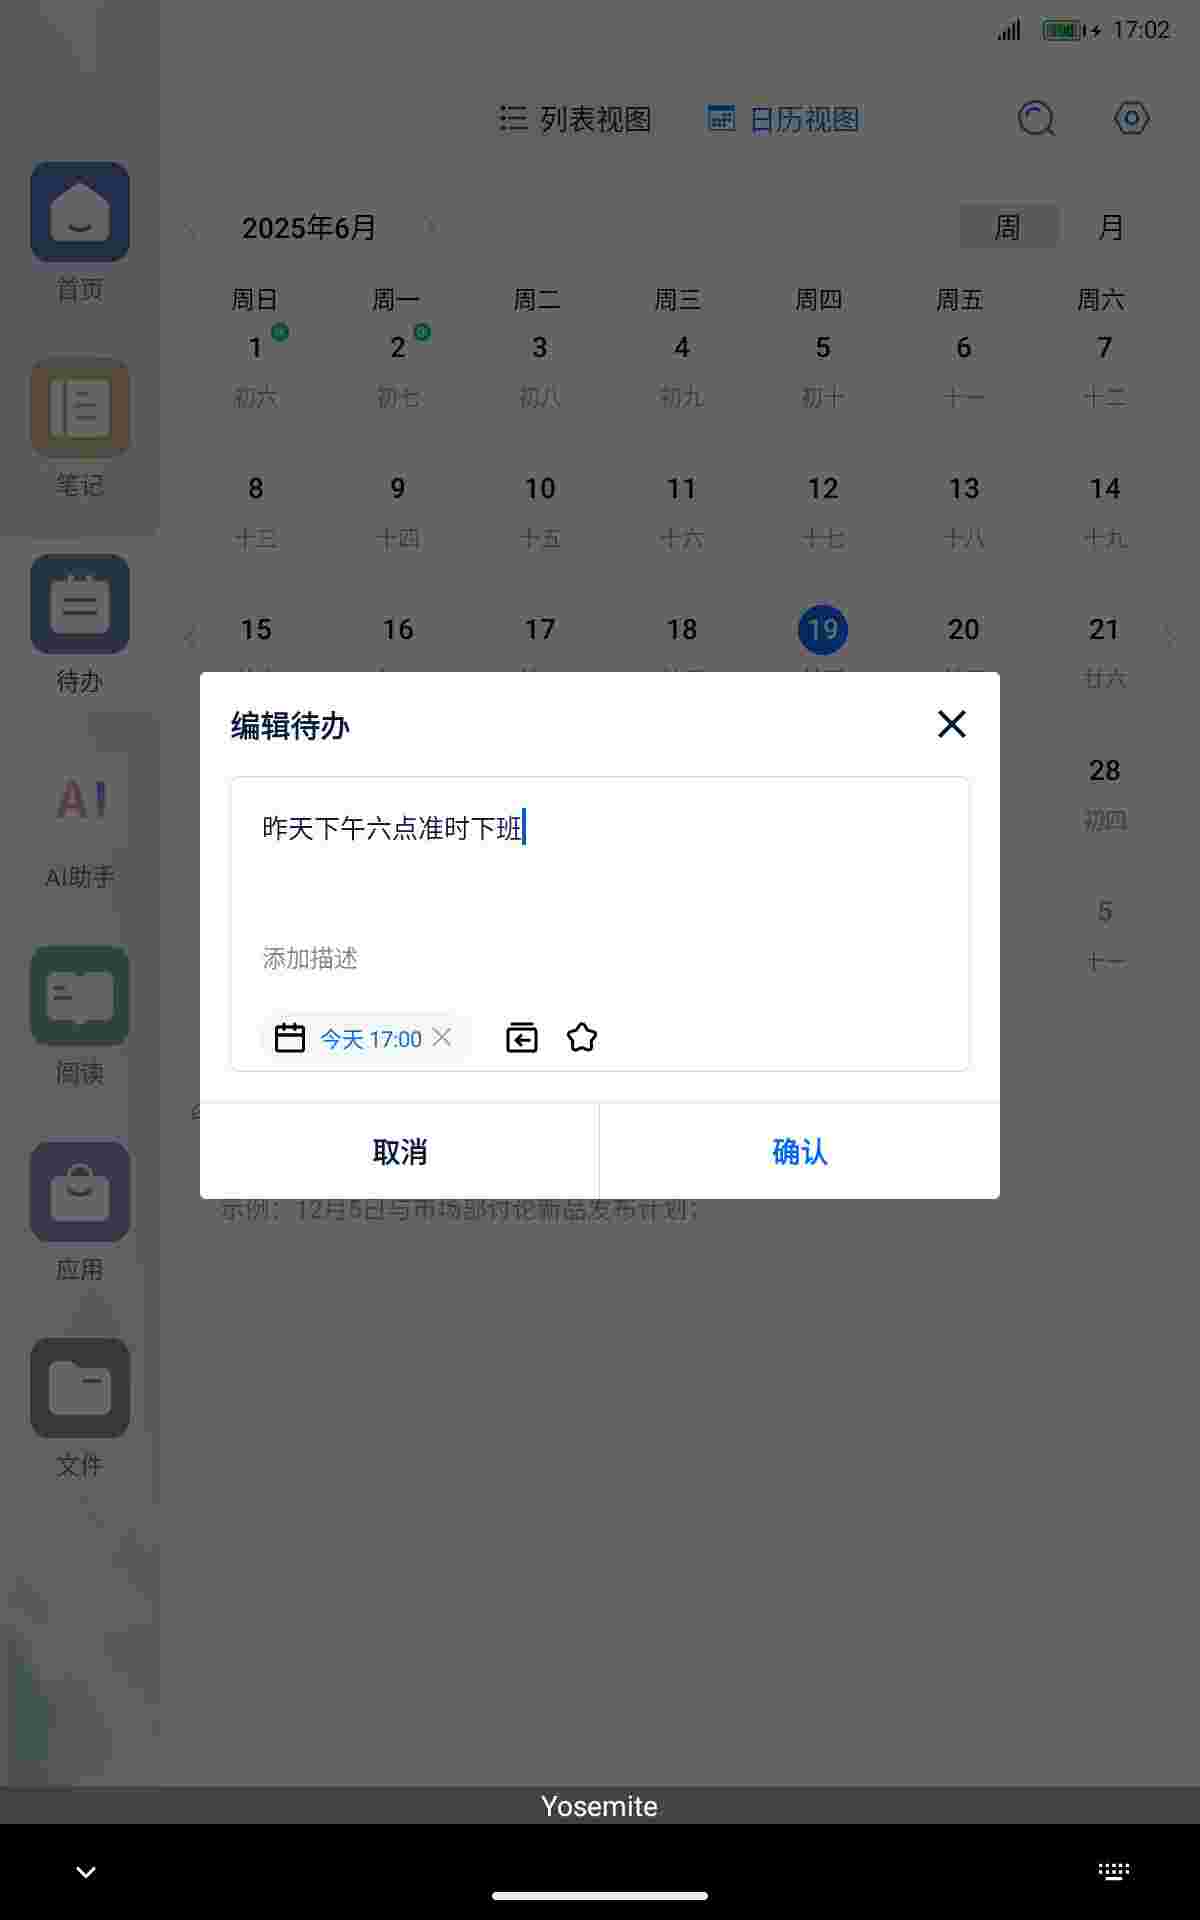 17:02
列表视图 日历视图
首页
2025年6月 周 月
周日 周一 周二 周三 周四 周五 周六
1 2 3 4 5 6 7
初六 初七 初八 初九 初十 十一 十二
笔记
8 9 10 11 12 13 14
十三 十四 十五 十六 十七 十八 十九
15 16 17 18 19 20 21
待办
廿六
编辑待办
28
初四
昨天下午六点准时下班
AI
AI助手
5
十一
添加描述
今天 17:00
阅读
取消 确认
示例：12月5日与市场部讨论新品发布计划；
应用
文件
Yosemite